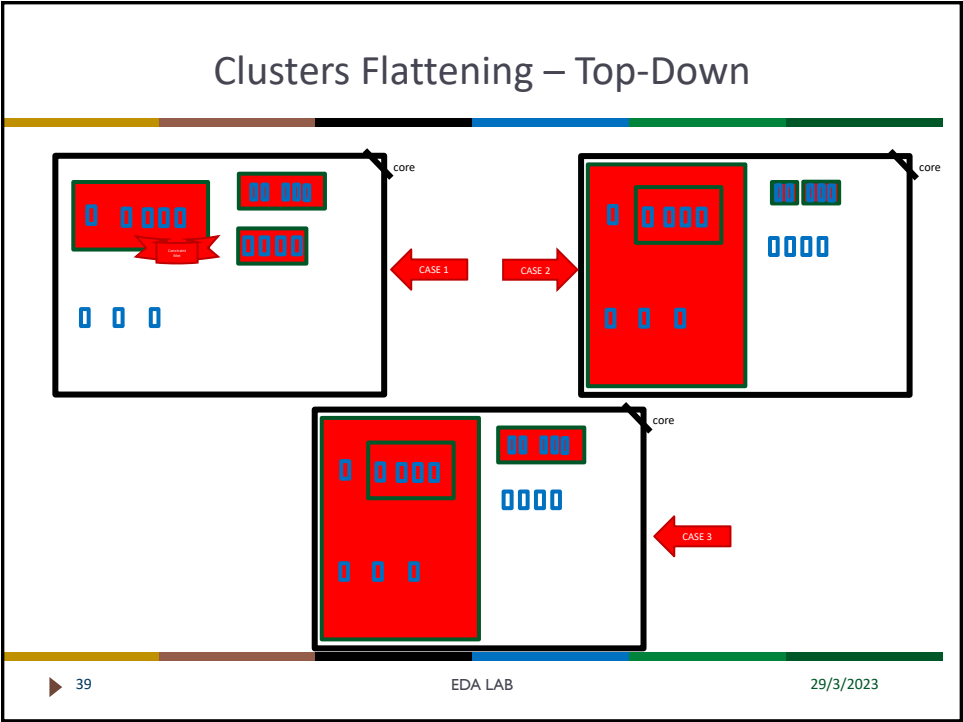 Clusters Flattening – Top-Down
core
core
CASE 1
CASE 2
core
CASE 3
39
EDA LAB
29/3/2023